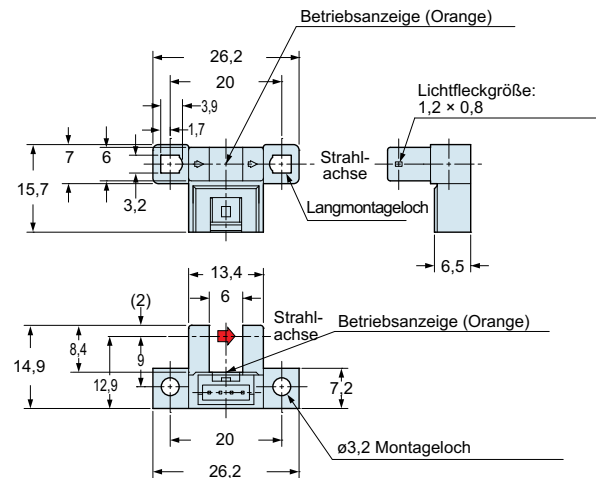 Betriebsanzeige (Orange)
26,2
20
3,9
1,7
Lichtfleckgröße:
1,2 × 0,8
7
6
15,7
3,2
Strahl-
achse
Langmontageloch
6,5
13,4
6
(2)
Strahl-
achse
Betriebsanzeige (Orange)
14,9
8,4
12,9
9
7,2
20
ø3,2 Montageloch
26,2